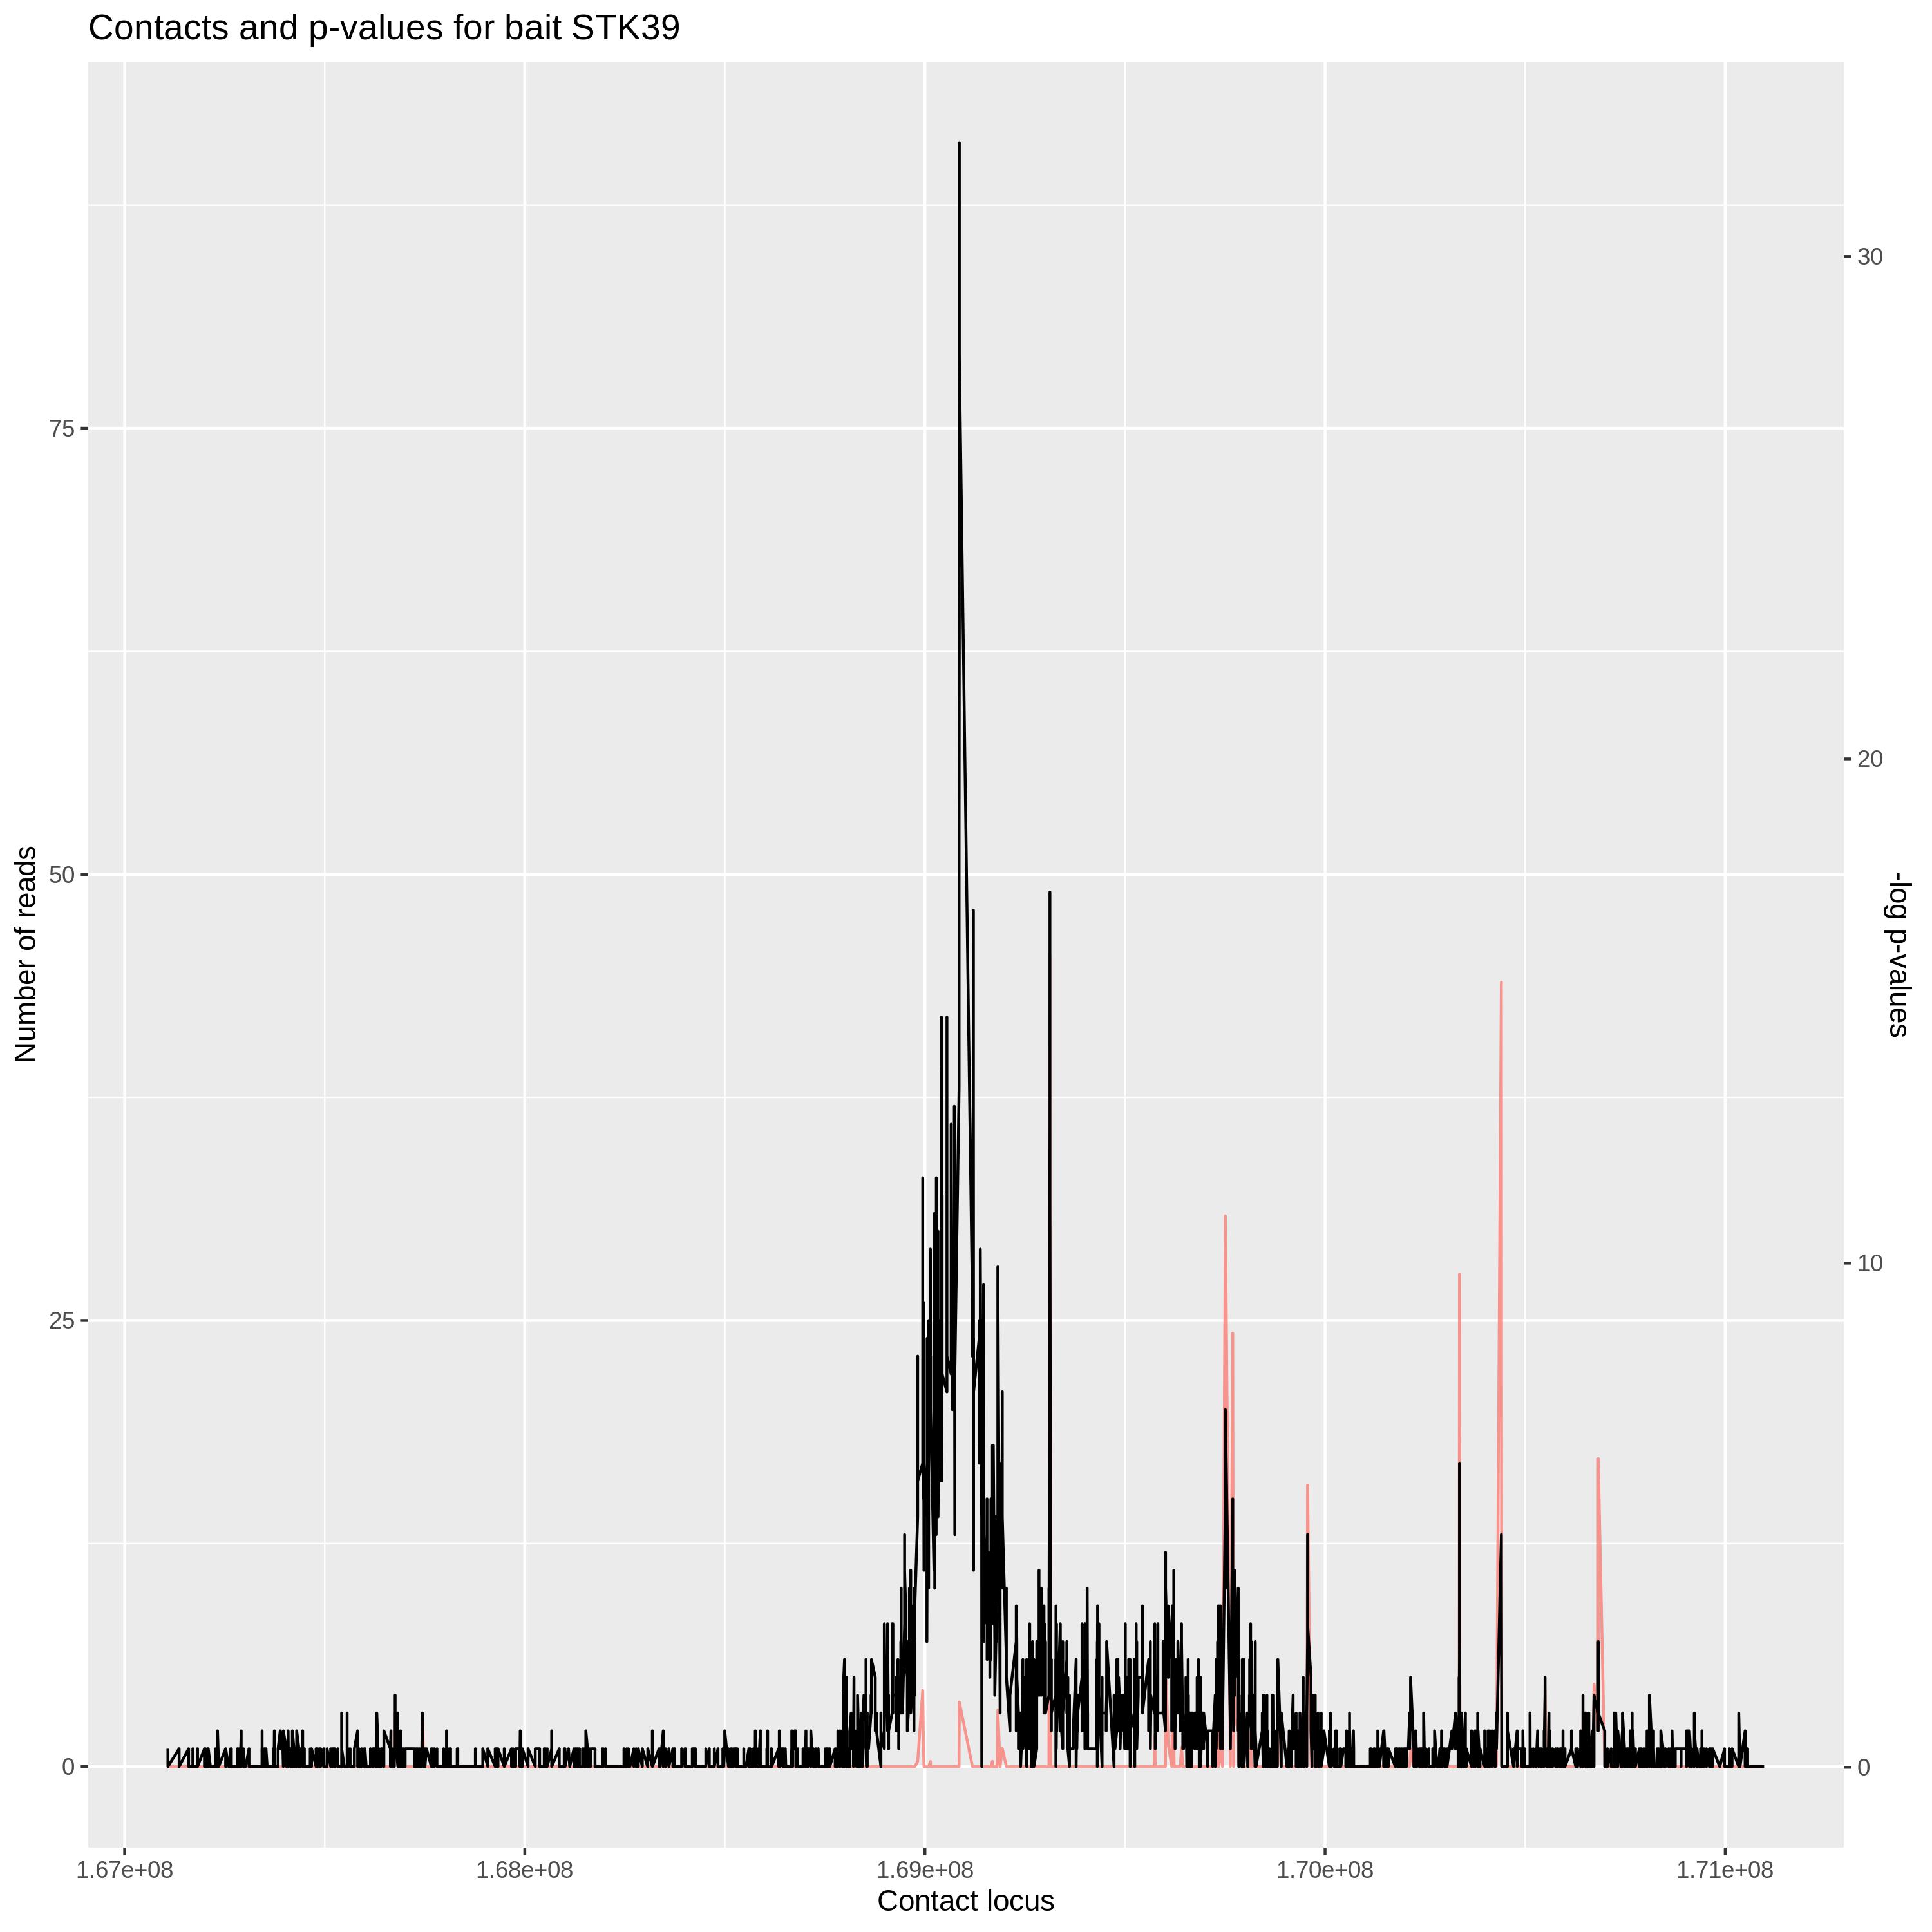 Contacts and p-values for bait STK39
Number of reads
75
50
25
0
30
20
10
0
-log p-values
1.67e+08 1.68e+08 1.69e+08 1.70e+08 1.71e+08
Contact locus